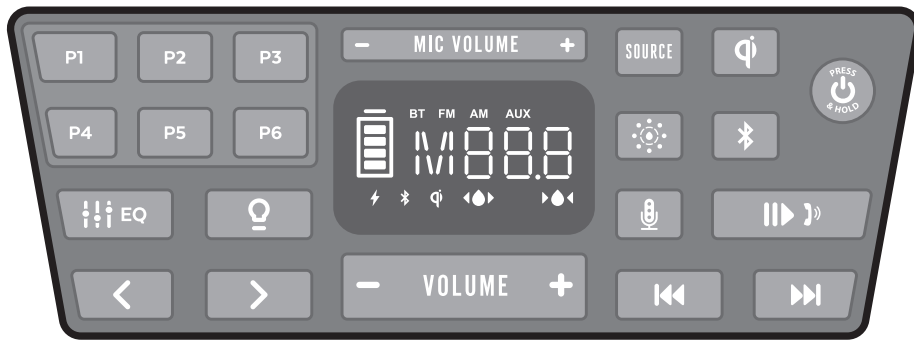 P1 P2 P3
P4 P5 P6
- MIC VOLUME +
SOURCE
PRESS
& HOLD
BT FM AM AUX
M88.8
EQ
- VOLUME +